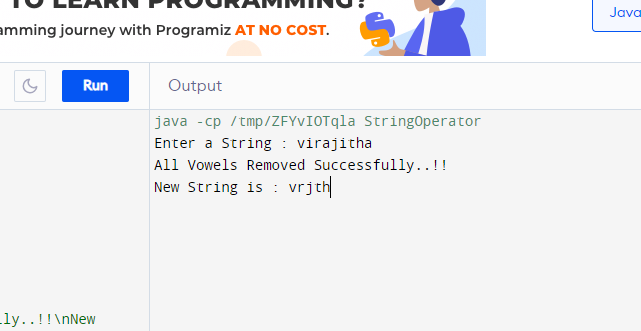 TO LEARN PROGRAMMING?
amming journey with Programiz AT NO COST.
Java
Run
Output
java -cp /tmp/ZFYvIOTqla StringOperator
Enter a String : virajitha
All Vowels Removed Successfully..!!
New String is : vrjth
lly..!!\nNew